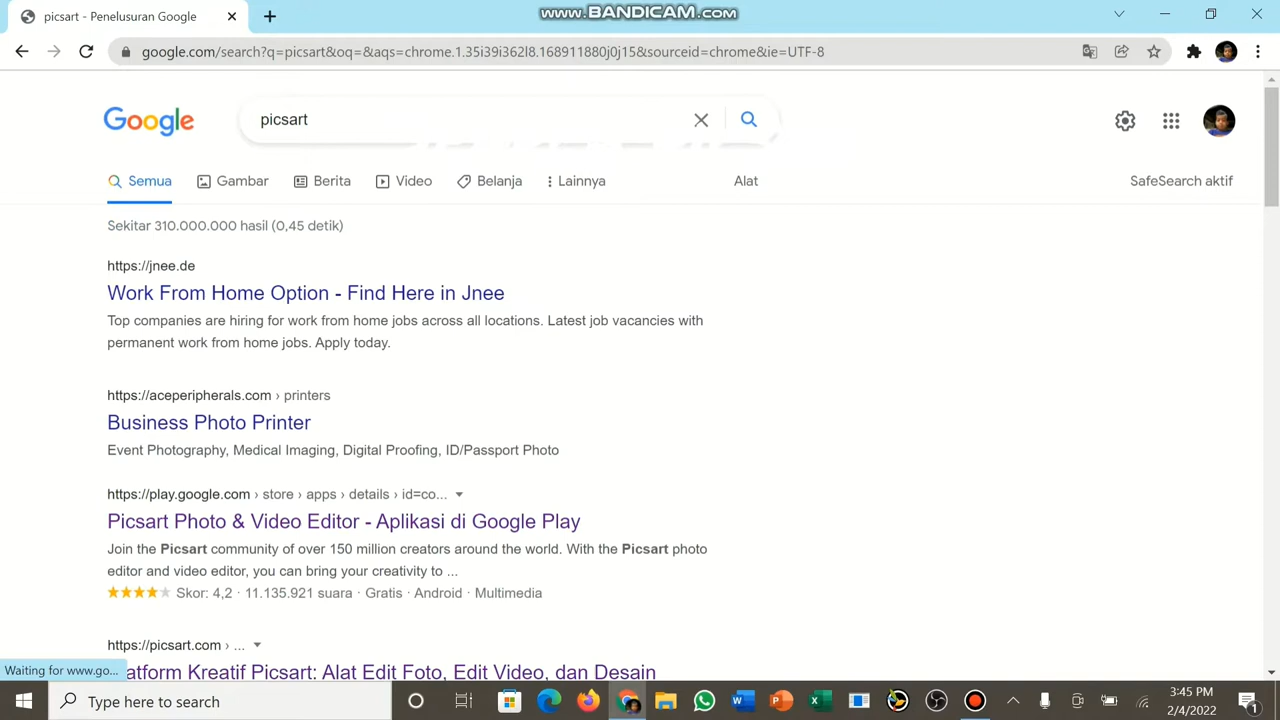 picsart - Penelusuran Google
www.BANDICAM.com
google.com/search?q=picsart&oq=&aqs=chrome.1.35i39i362l8.168911880j0j15&sourceid=chrome&ie=UTF-8
Google
picsart
Semua
Gambar
Berita
Video
Belanja
Lainnya
Alat
SafeSearch aktif
Sekitar 310.000.000 hasil (0,45 detik)
https://jnee.de
Work From Home Option - Find Here in Jnee
Top companies are hiring for work from home jobs across all locations. Latest job vacancies with
permanent work from home jobs. Apply today.
https://aceperipherals.com › printers
Business Photo Printer
Event Photography, Medical Imaging, Digital Proofing, ID/Passport Photo
https://play.google.com › store › apps › details › id=co...
Picsart Photo & Video Editor - Aplikasi di Google Play
Join the Picsart community of over 150 million creators around the world. With the Picsart photo
editor and video editor, you can bring your creativity to ...
Skor: 4,2 · 11.135.921 suara · Gratis · Android · Multimedia
https://picsart.com › ...
atform Kreatif Picsart: Alat Edit Foto, Edit Video, dan Desain
Waiting for www.go...
Type here to search
3:45 PM
2/4/2022
1